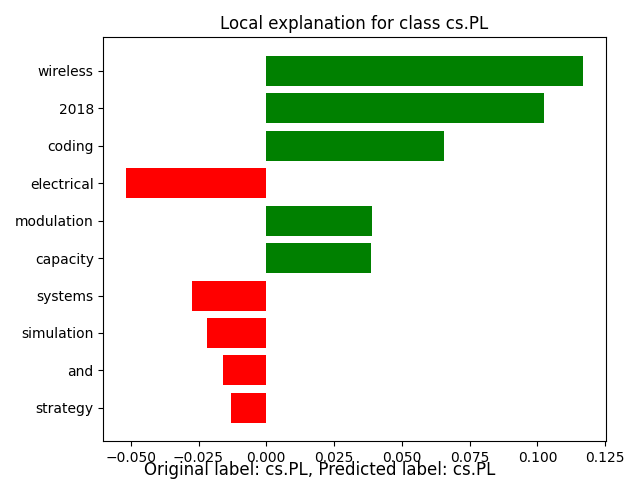 Local explanation for class cs.PL
wireless
2018
coding
electrical
modulation
capacity
systems
simulation
and
strategy
−0.050 −0.025 0.000 0.025 0.050 0.075 0.100 0.125
Original label: cs.PL, Predicted label: cs.PL